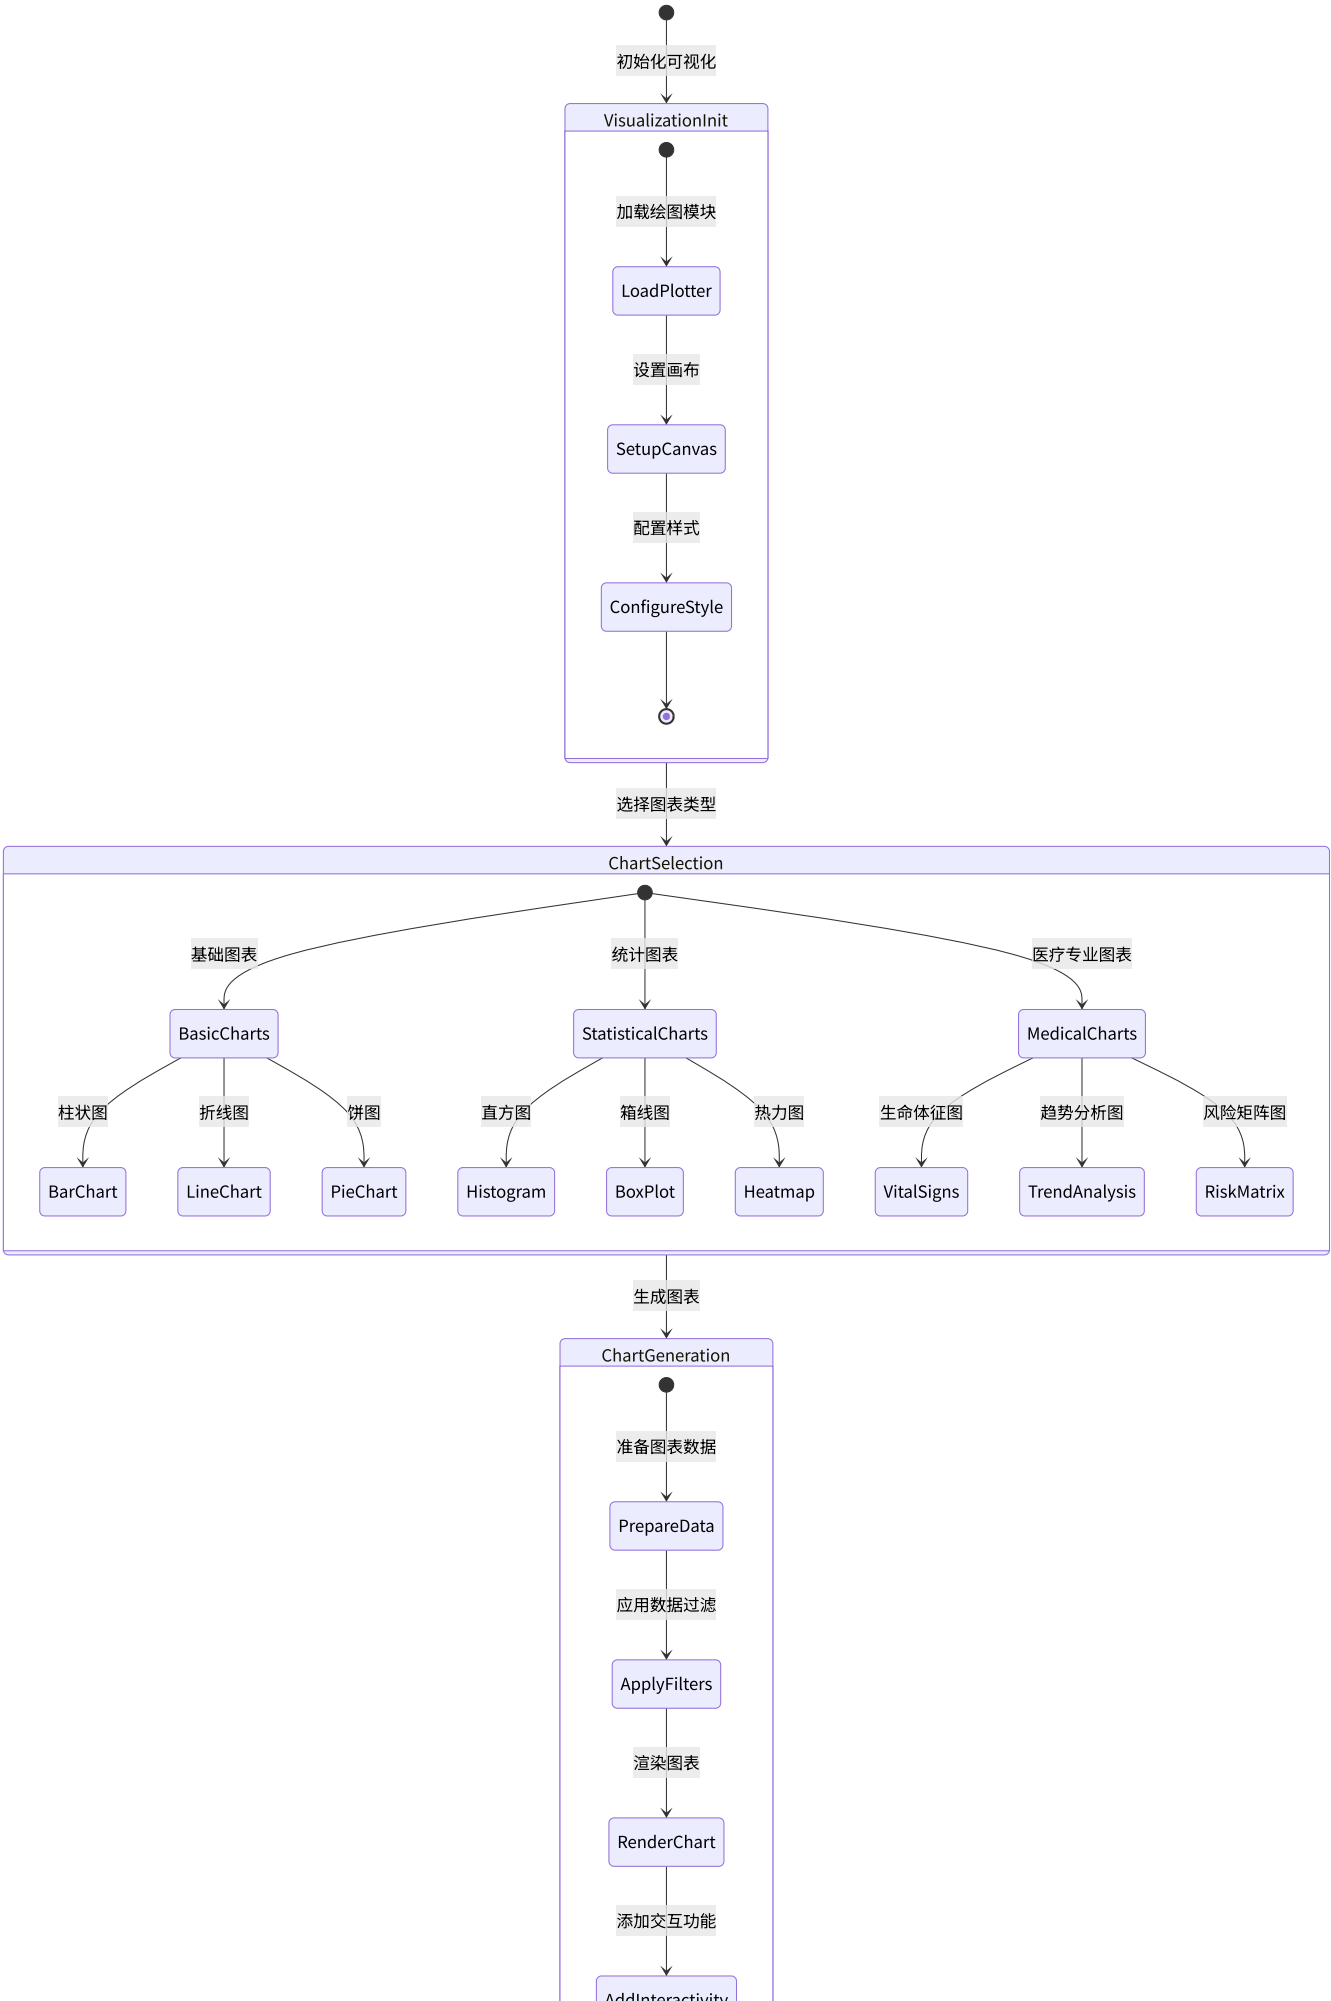 初始化可视化
VisualizationInit
加载绘图模块
LoadPlotter
设置画布
SetupCanvas
配置样式
ConfigureStyle
选择图表类型
ChartSelection
基础图表
统计图表
医疗专业图表
BasicCharts
StatisticalCharts
MedicalCharts
柱状图
折线图
饼图
直方图
箱线图
热力图
生命体征图
趋势分析图
风险矩阵图
BarChart
LineChart
PieChart
Histogram
BoxPlot
Heatmap
VitalSigns
TrendAnalysis
RiskMatrix
生成图表
ChartGeneration
准备图表数据
PrepareData
应用数据过滤
ApplyFilters
渲染图表
RenderChart
添加交互功能
AddInteractivity